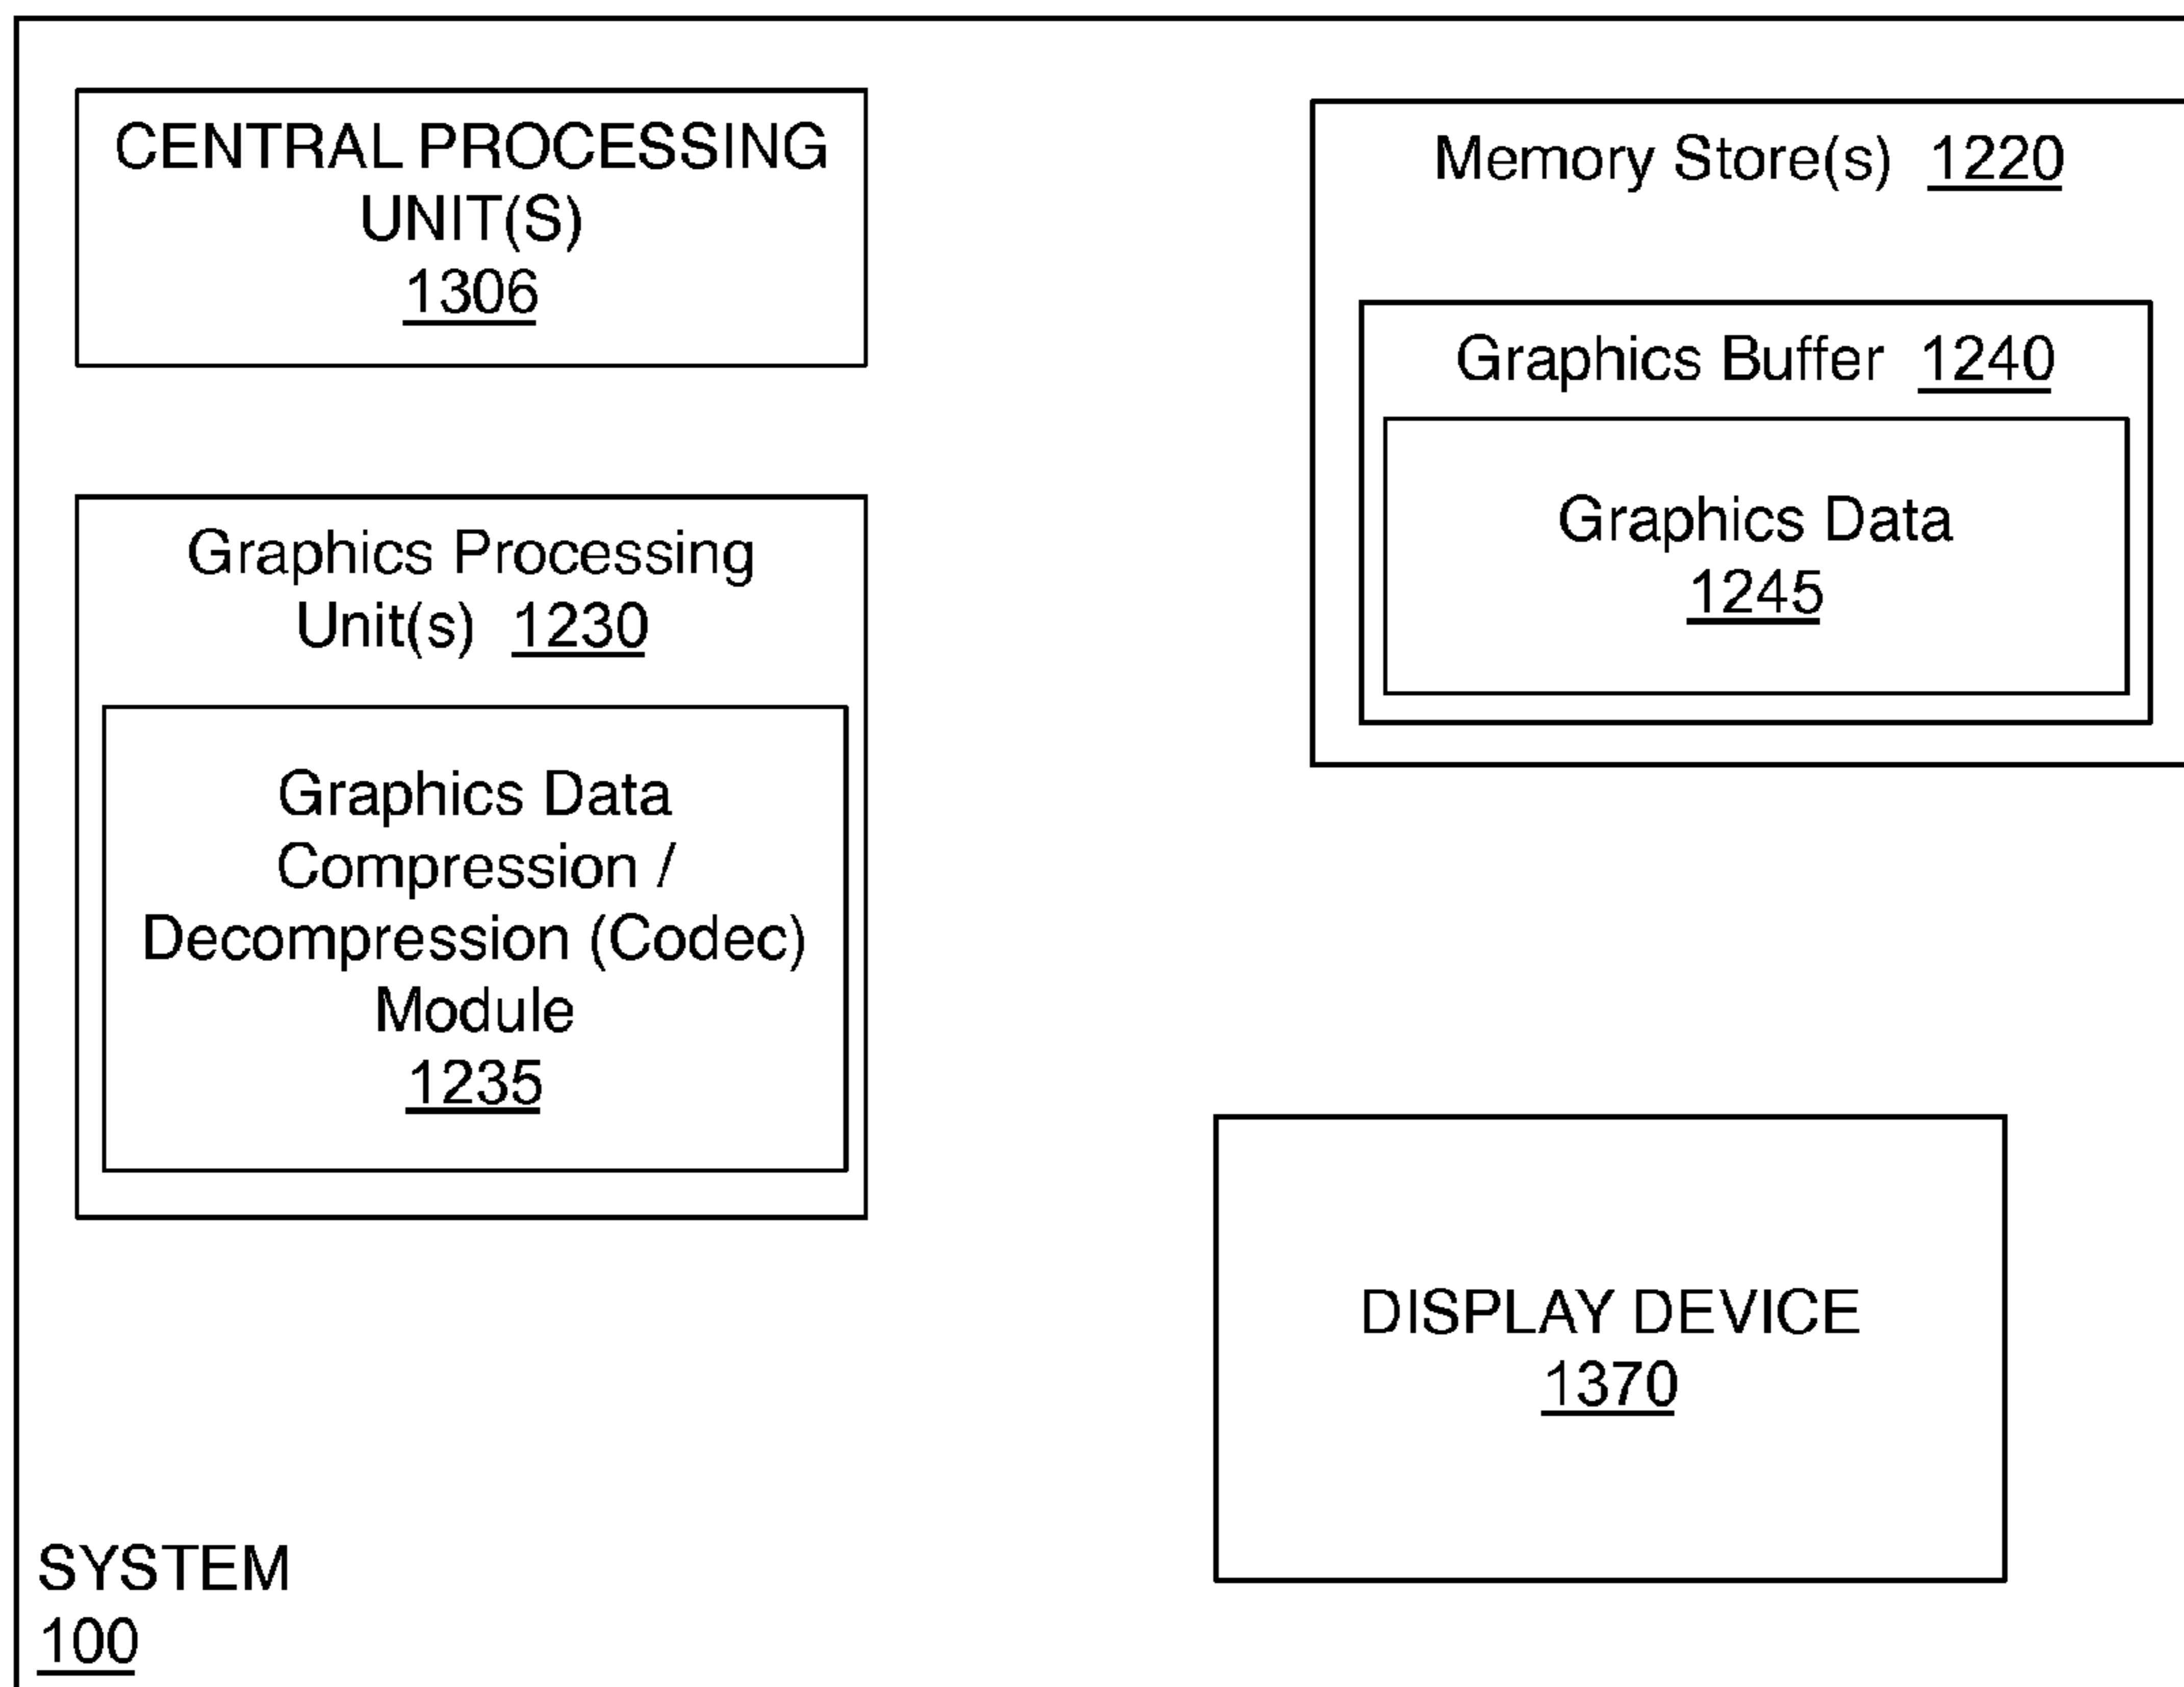 CENTRAL PROCESSING
UNIT(S)
1306
Graphics Processing
Unit(s) 1230
Graphics Data
Compression /
Decompression (Codec)
Module
1235
Memory Store(s) 1220
Graphics Buffer 1240
Graphics Data
1245
DISPLAY DEVICE
1370
SYSTEM
100